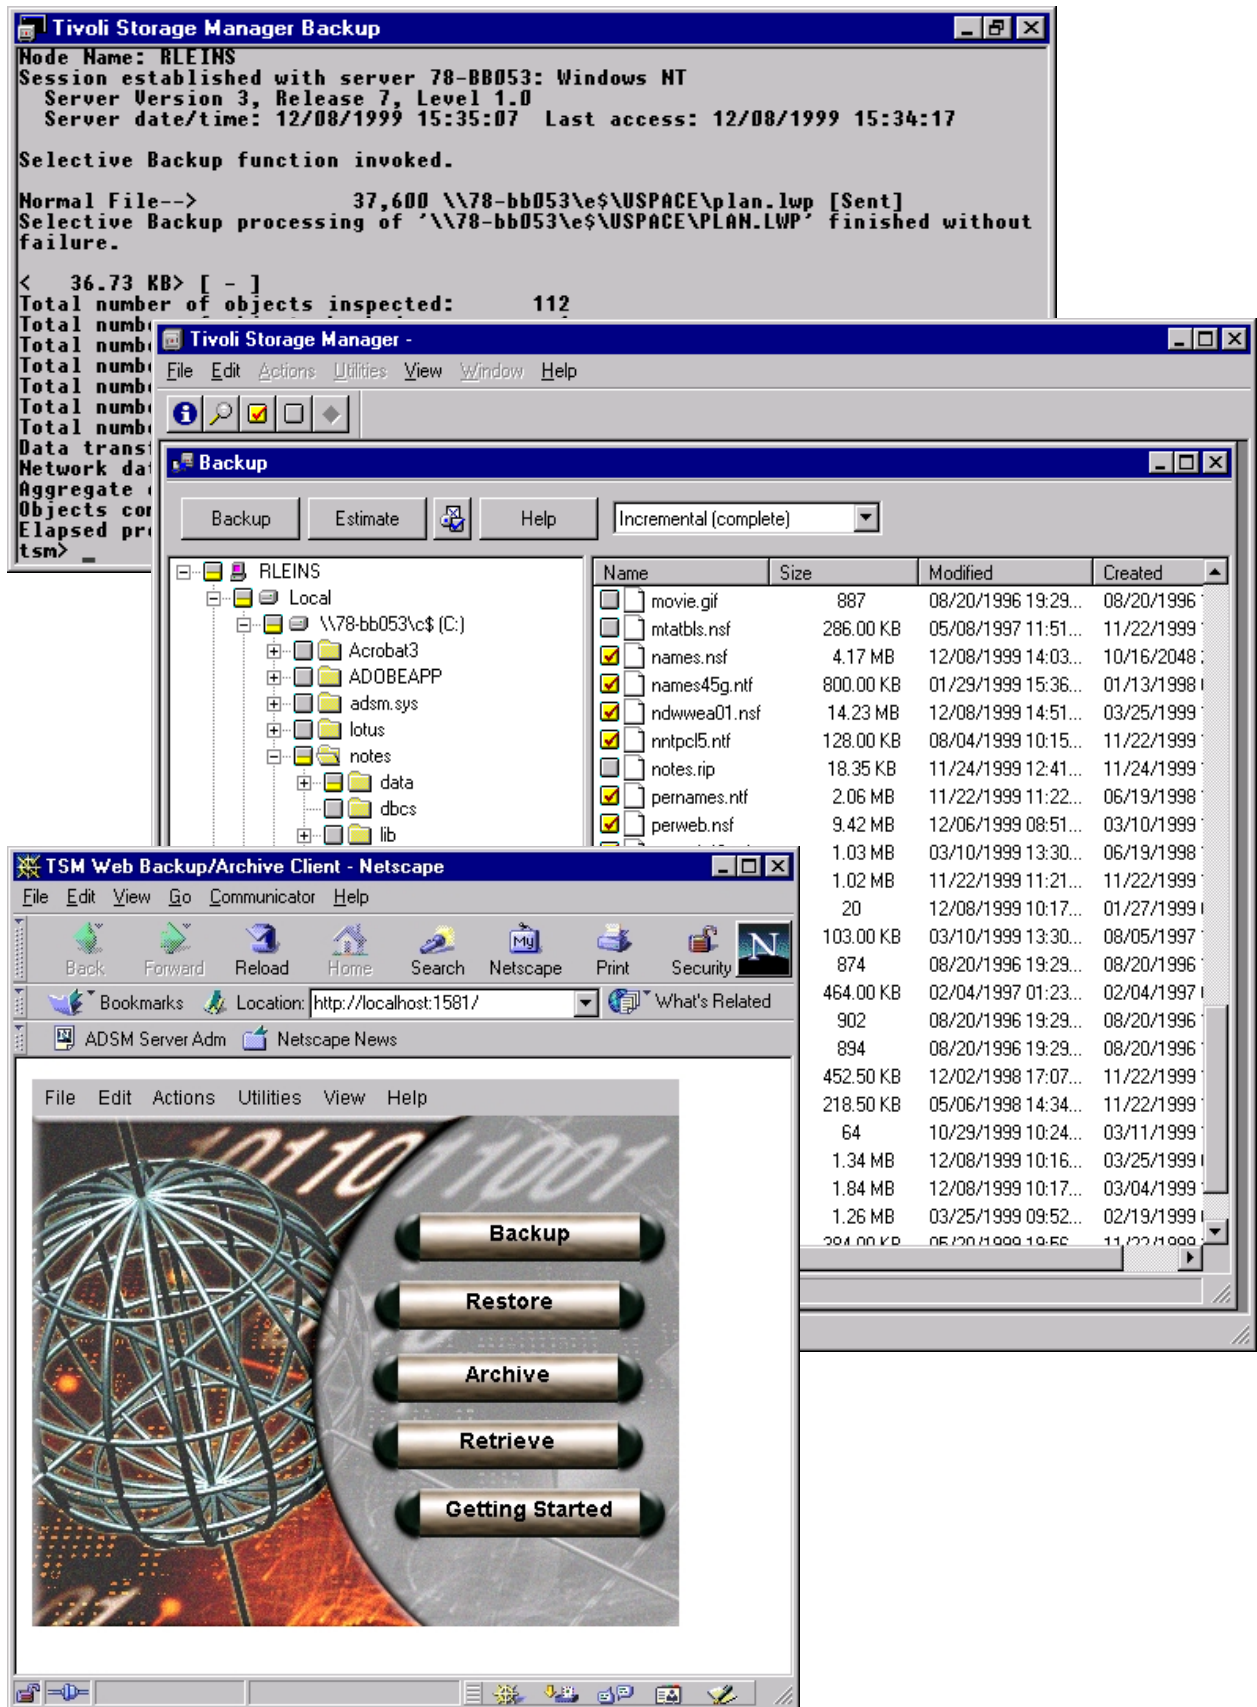 Tivoli Storage Manager Backup
Node Name: RLEINS
Session established with server 78-BB053: Windows NT
Server Version 3, Release 7, Level 1.0
Server date/time: 12/08/1999 15:35:07  Last access: 12/08/1999 15:34:17
Selective Backup function invoked.
Normal File-->  37,600 \\78-bb053\e$\USPACE\plan.lwp [Sent]
Selective Backup processing of '\\78-bb053\e$\USPACE\PLAN.LWP' finished without
failure.
<  36.73 KB> [ - ]
Total number of objects inspected:  112
Total numb
Total numb
Total numb
Total numb
Total numb
Total numb
Data trans
Network dat
Aggregate
Objects com
Elapsed pro
tsm> _
Tivoli Storage Manager -
File Edit Actions Utilities View Window Help
Backup
Backup Estimate Help Incremental (complete)
RLEINS
Local
\\78-bb053\c$ (C:)
Acrobat3
ADOBEAPP
adsm.sys
lotus
notes
data
dbcs
lib
Name Size Modified Created
movie.gif 887 08/20/1996 19:29... 08/20/1996
mtatbls.nsf 286.00 KB 05/08/1997 11:51... 11/22/1999
names.nsf 4.17 MB 12/08/1999 14:03... 10/16/2048
names45g.ntf 800.00 KB 01/29/1999 15:36... 01/13/1998
ndwwea01.nsf 14.23 MB 12/08/1999 14:51... 03/25/1999
nntpcl5.ntf 128.00 KB 08/04/1999 10:15... 11/22/1999
notes.rip 18.35 KB 11/24/1999 12:41... 11/24/1999
pernames.ntf 2.06 MB 11/22/1999 11:22... 06/19/1998
perweb.nsf 9.42 MB 12/06/1999 08:51... 03/10/1999
1.03 MB 03/10/1999 13:30... 06/19/1998
1.02 MB 11/22/1999 11:21... 11/22/1999
20 12/08/1999 10:17... 01/27/1999
103.00 KB 03/10/1999 13:30... 08/05/1997
874 08/20/1996 19:29... 08/20/1996
464.00 KB 02/04/1997 01:23... 02/04/1997
902 08/20/1996 19:29... 08/20/1996
894 08/20/1996 19:29... 08/20/1996
452.50 KB 12/02/1998 17:07... 11/22/1999
218.50 KB 05/06/1998 14:34... 11/22/1999
64 10/29/1999 10:24... 03/11/1999
1.34 MB 12/08/1999 10:16... 03/25/1999
1.84 MB 12/08/1999 10:17... 03/04/1999
1.26 MB 03/25/1999 09:52... 02/19/1999
384.00 KB 05/20/1999 19:56 11/22/1999
TSM Web Backup/Archive Client - Netscape
File Edit View Go Communicator Help
Back Forward Reload Home Search My Netscape Print Security N
Bookmarks Location: http://localhost:1581/ What's Related
ADSM Server Adm Netscape News
File Edit Actions Utilities View Help
101101011001
Backup
Restore
Archive
Retrieve
Getting Started